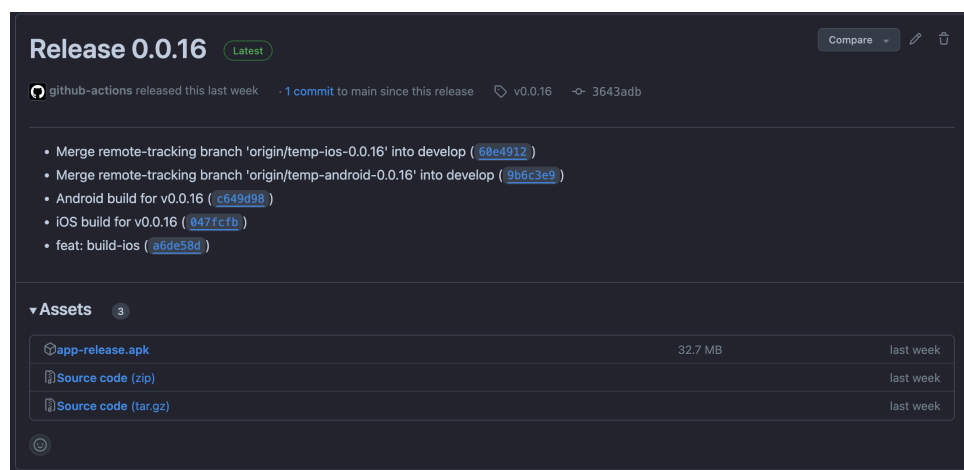 Release 0.0.16 Latest Compare
github-actions released this last week · 1 commit to main since this release v0.0.16 3643adb
• Merge remote-tracking branch 'origin/temp-ios-0.0.16' into develop (60e4912)
• Merge remote-tracking branch 'origin/temp-android-0.0.16' into develop (9b6c3e9)
• Android build for v0.0.16 (c649d98)
• iOS build for v0.0.16 (047fcfb)
• feat: build-ios (a6de58d)
Assets 3
app-release.apk 32.7 MB last week
Source code (zip) last week
Source code (tar.gz) last week